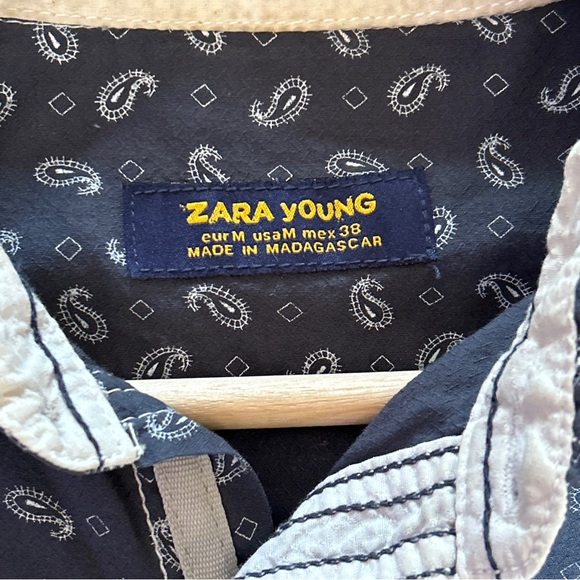 ZARA YOUNG
eurM usaM mex 38
MADE IN MADAGASCAR